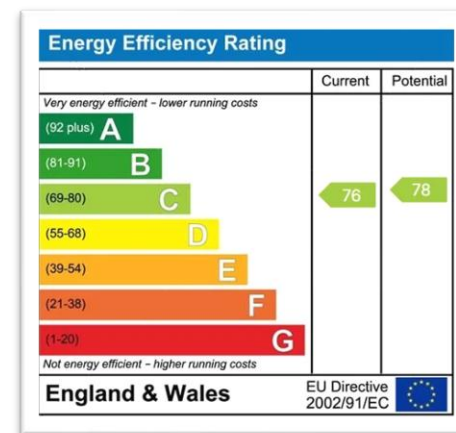 Energy Efficiency Rating
Current Potential
Very energy efficient – lower running costs
(92 plus) A
(81-91) B
(69-80) C 76 78
(55-68) D
(39-54) E
(21-38) F
(1-20) G
Not energy efficient – higher running costs
England & Wales
EU Directive
2002/91/EC